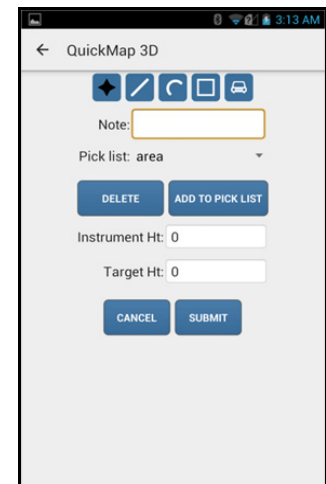 3:13 AM
QuickMap 3D
Note:
Pick list: area
DELETE ADD TO PICK LIST
Instrument Ht: 0
Target Ht: 0
CANCEL SUBMIT